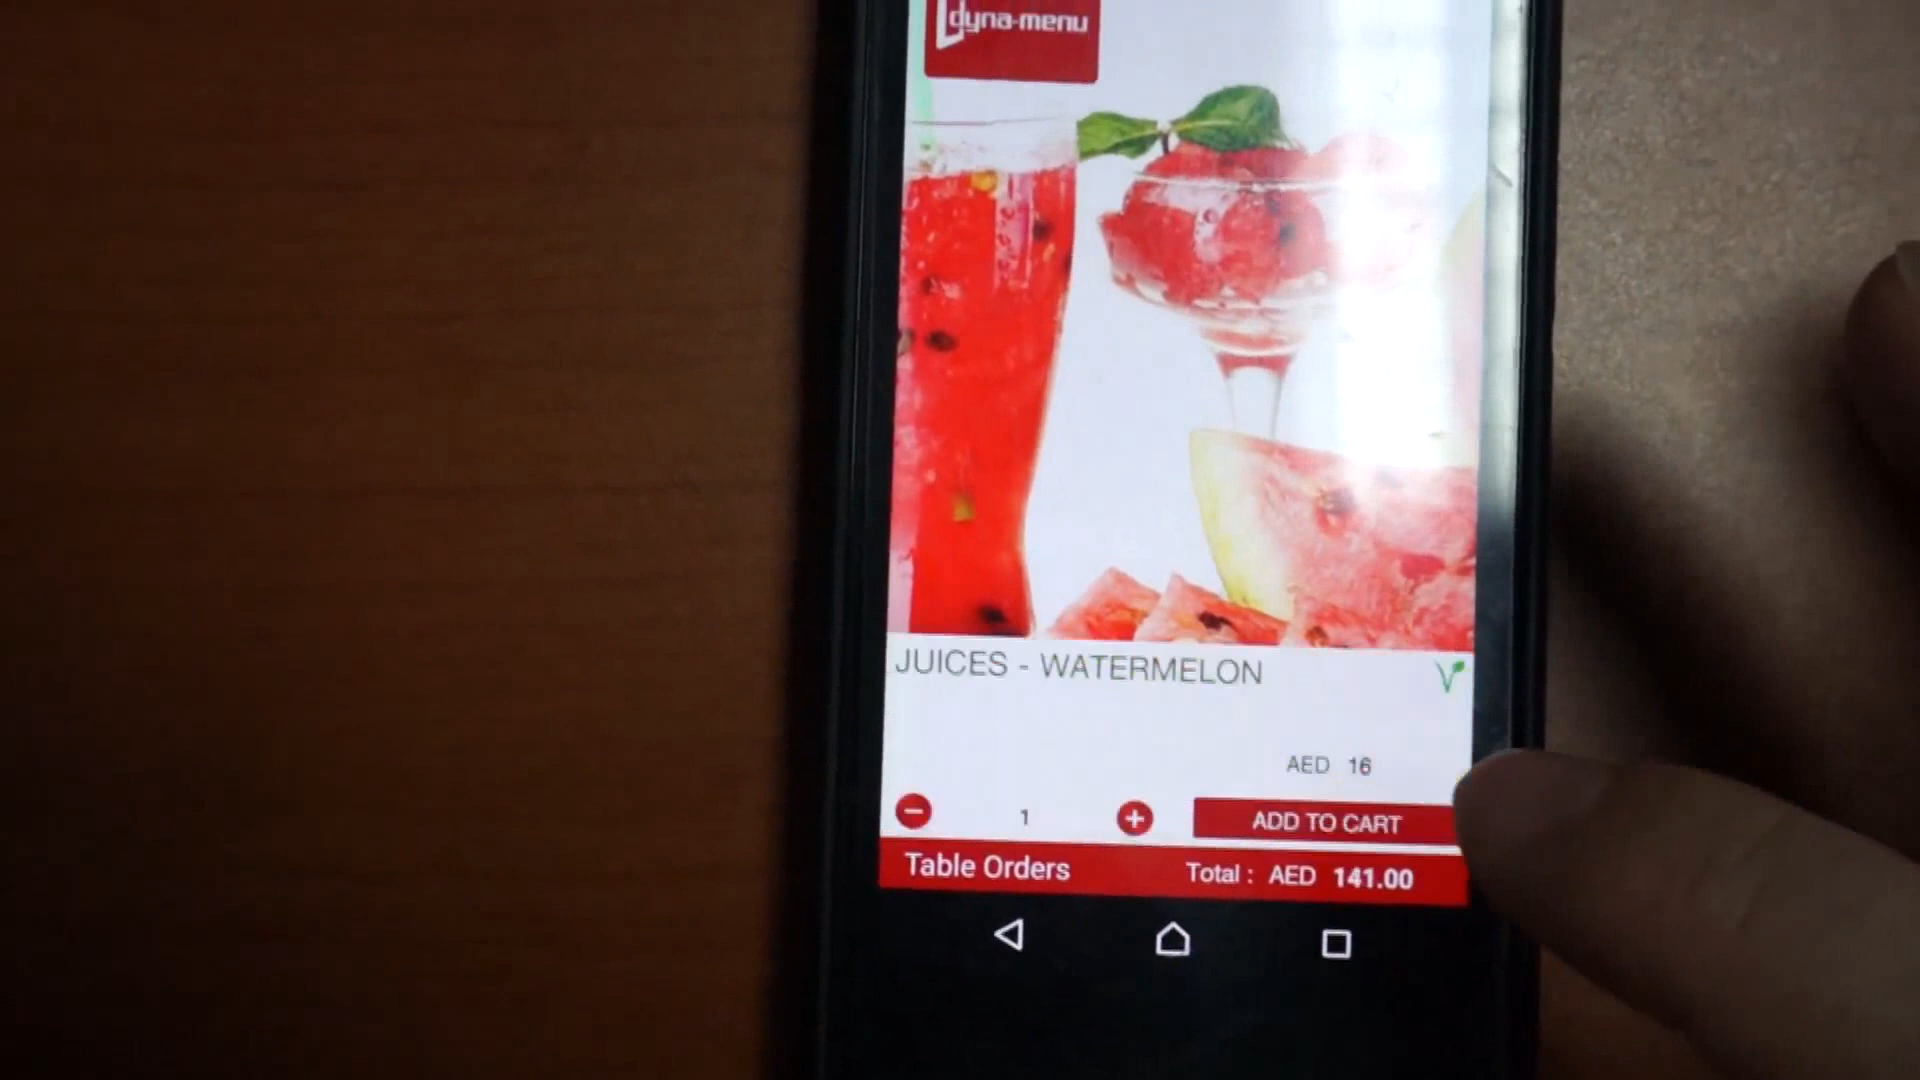 dyna-menu
JUICES - WATERMELON
AED 16
1
ADD TO CART
Table Orders Total : AED 141.00